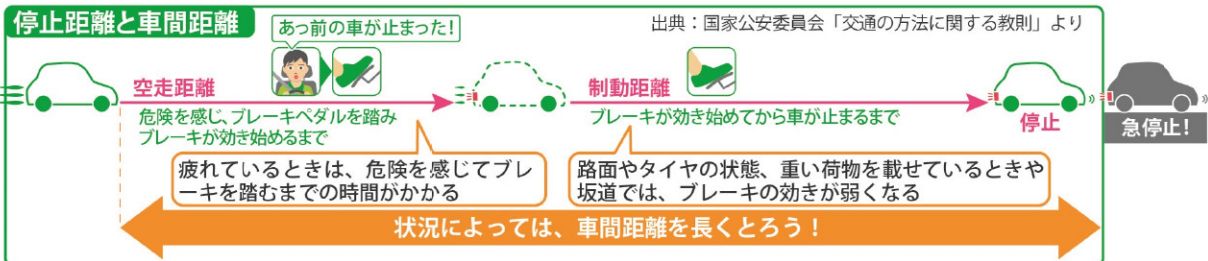 停止距離と車間距離
あっ前の車が止まった!
出典:国家公安委員会「交通の方法に関する教則」より
空走距離
危険を感じ、ブレーキペダルを踏み
ブレーキが効き始めるまで
制動距離
ブレーキが効き始めてから車が止まるまで
停止
急停止!
疲れているときは、危険を感じてブレ
ーキを踏むまでの時間がかかる
路面やタイヤの状態、重い荷物を載せているときや
坂道では、ブレーキの効きが弱くなる
状況によっては、車間距離を長くとろう!